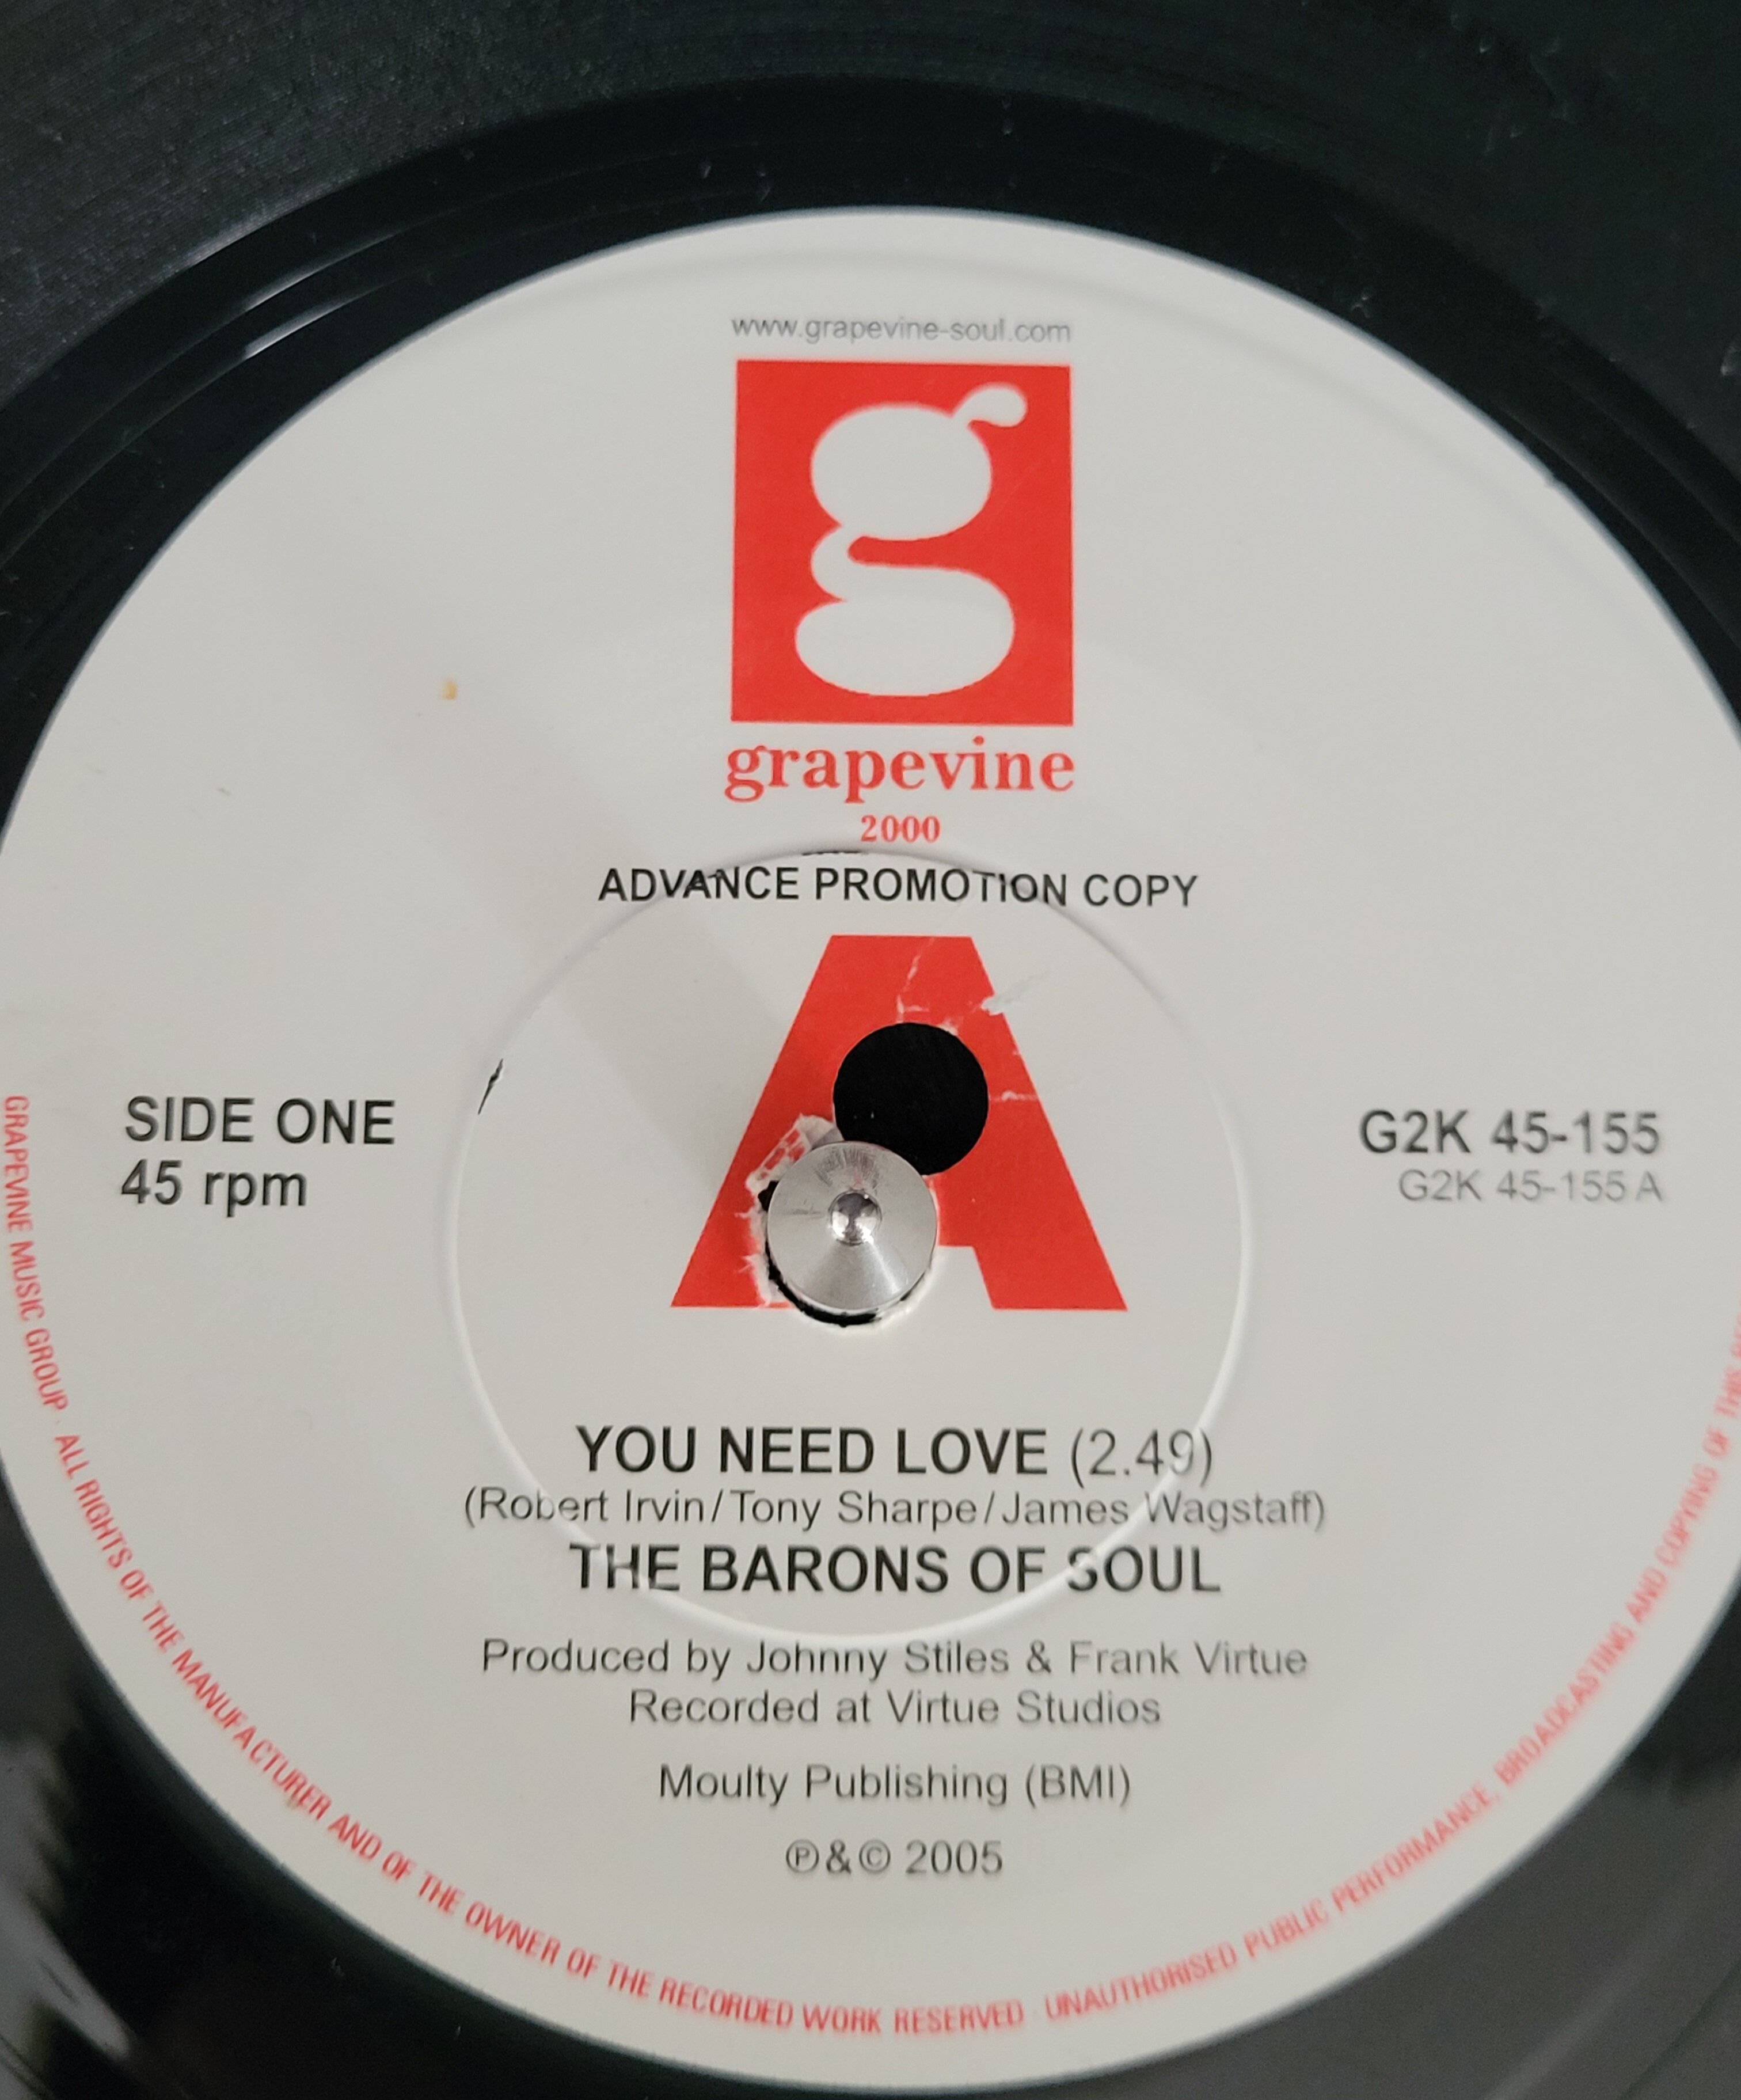 www.grapevine-soul.com
g
grapevine
2000
ADVANCE PROMOTION COPY
A
SIDE ONE
45 rpm
G2K 45-155
G2K 45-155 A
YOU NEED LOVE (2.49)
(Robert Irvin/Tony Sharpe/James Wagstaff)
THE BARONS OF SOUL
Produced by Johnny Stiles & Frank Virtue
Recorded at Virtue Studios
Moulty Publishing (BMI)
℗&© 2005
GRAPEVINE MUSIC GROUP · ALL RIGHTS OF THE MANUFACTURER AND OF THE OWNER OF THE RECORDED WORK RESERVED · UNAUTHORISED PUBLIC PERFORMANCE, BROADCASTING AND COPYING OF THIS